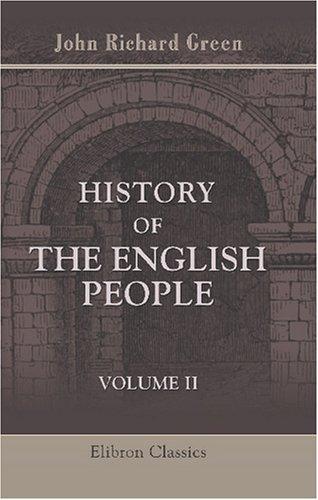 John Richard Green
HISTORY
OF
THE ENGLISH
PEOPLE
VOLUME II
Elibron Classics